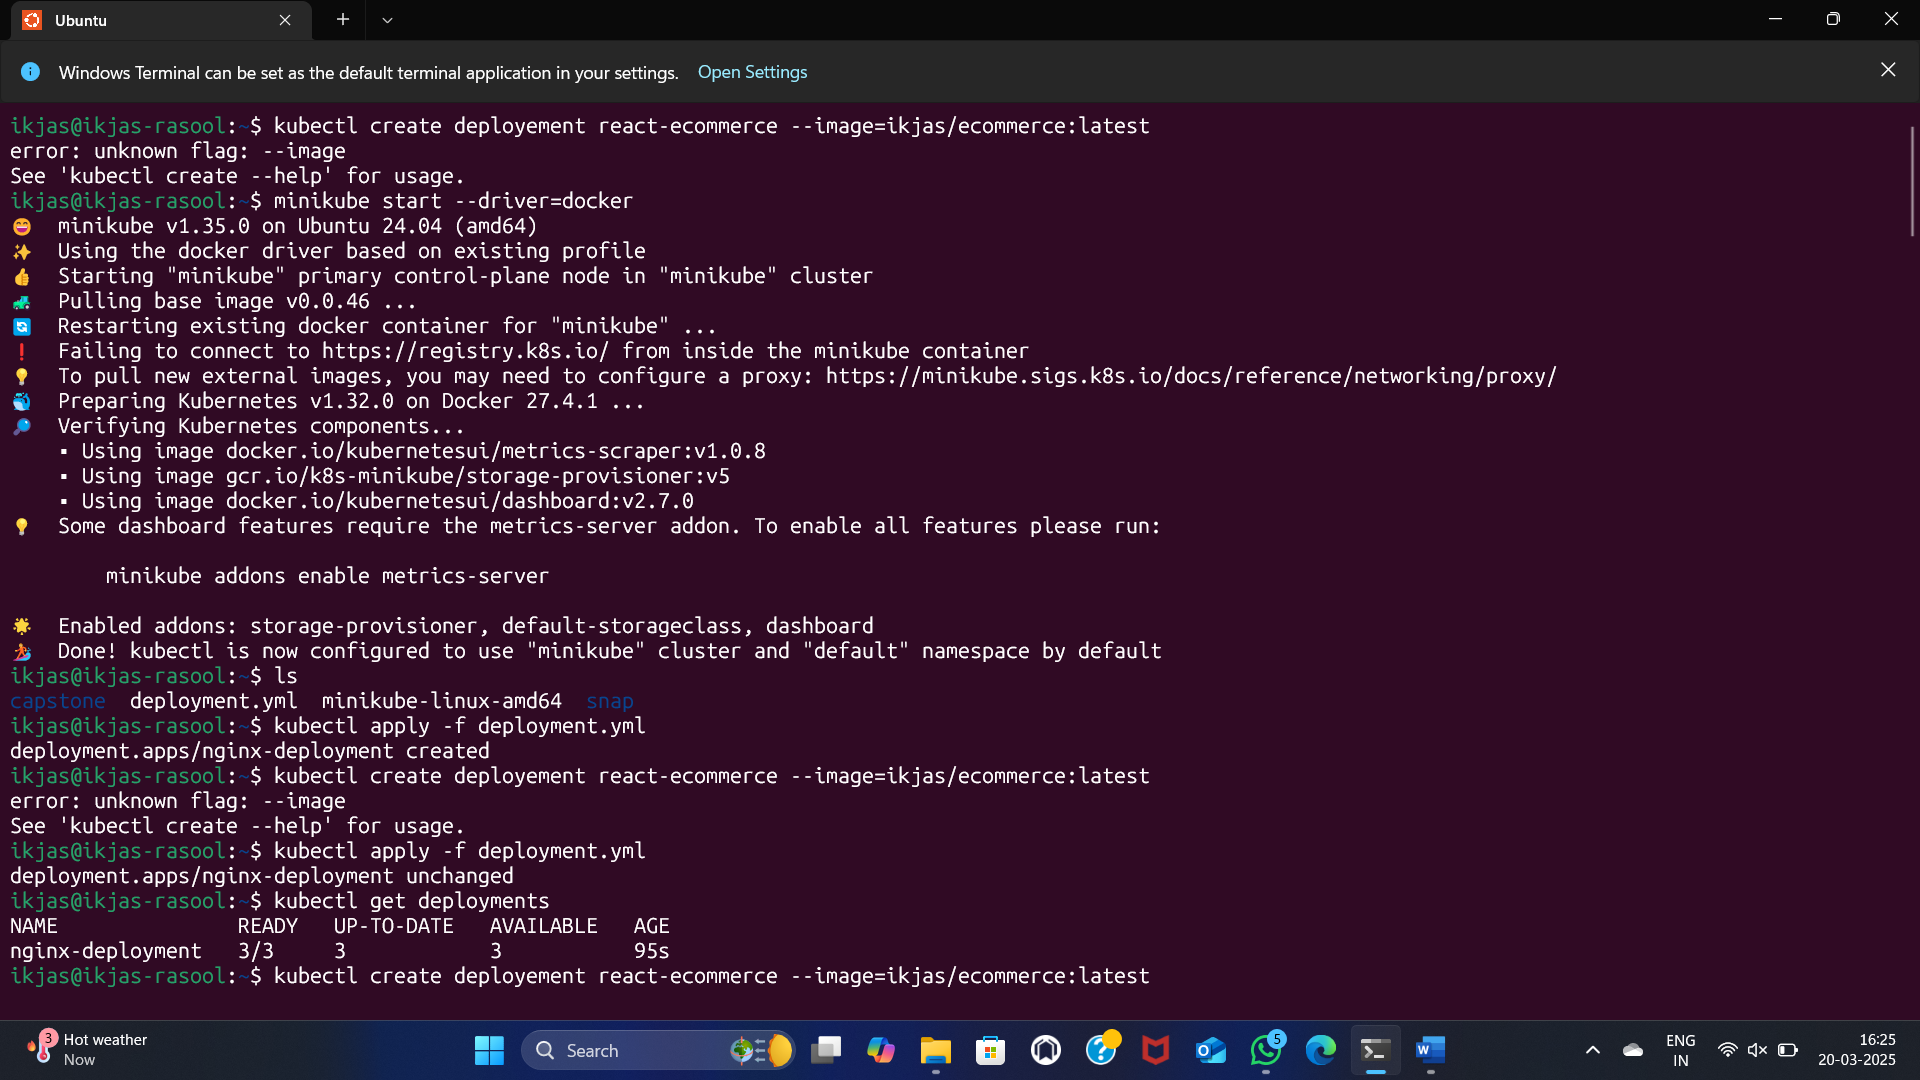 Ubuntu
Windows Terminal can be set as the default terminal application in your settings. Open Settings
ikjas@ikjas-rasool:~$ kubectl create deployement react-ecommerce --image=ikjas/ecommerce:latest
error: unknown flag: --image
See 'kubectl create --help' for usage.
ikjas@ikjas-rasool:~$ minikube start --driver=docker
minikube v1.35.0 on Ubuntu 24.04 (amd64)
Using the docker driver based on existing profile
Starting "minikube" primary control-plane node in "minikube" cluster
Pulling base image v0.0.46 ...
Restarting existing docker container for "minikube" ...
Failing to connect to https://registry.k8s.io/ from inside the minikube container
To pull new external images, you may need to configure a proxy: https://minikube.sigs.k8s.io/docs/reference/networking/proxy/
Preparing Kubernetes v1.32.0 on Docker 27.4.1 ...
Verifying Kubernetes components...
▪ Using image docker.io/kubernetesui/metrics-scraper:v1.0.8
▪ Using image gcr.io/k8s-minikube/storage-provisioner:v5
▪ Using image docker.io/kubernetesui/dashboard:v2.7.0
Some dashboard features require the metrics-server addon. To enable all features please run:
minikube addons enable metrics-server
Enabled addons: storage-provisioner, default-storageclass, dashboard
Done! kubectl is now configured to use "minikube" cluster and "default" namespace by default
ikjas@ikjas-rasool:~$ ls
capstone deployment.yml minikube-linux-amd64 snap
ikjas@ikjas-rasool:~$ kubectl apply -f deployment.yml
deployment.apps/nginx-deployment created
ikjas@ikjas-rasool:~$ kubectl create deployement react-ecommerce --image=ikjas/ecommerce:latest
error: unknown flag: --image
See 'kubectl create --help' for usage.
ikjas@ikjas-rasool:~$ kubectl apply -f deployment.yml
deployment.apps/nginx-deployment unchanged
ikjas@ikjas-rasool:~$ kubectl get deployments
NAME READY UP-TO-DATE AVAILABLE AGE
nginx-deployment 3/3 3 3 95s
ikjas@ikjas-rasool:~$ kubectl create deployement react-ecommerce --image=ikjas/ecommerce:latest
3 Hot weather
Now
Search
5
ENG
IN
16:25
20-03-2025